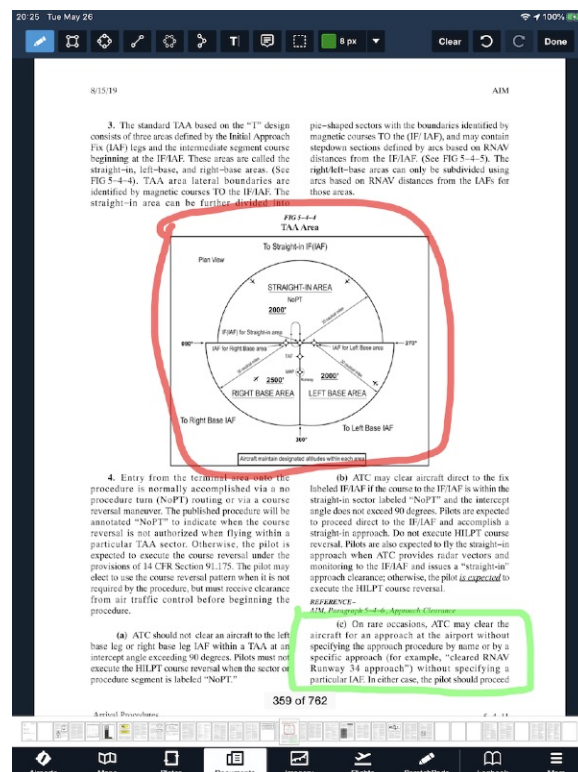 20:25 Tue May 26
100%
T
8 px
Clear
Done
8/15/19
AIM
3. The standard TAA based on the “T” design
consists of three areas defined by the Initial Approach
Fix (IAF) legs and the intermediate segment course
beginning at the IF/IAF. These areas are called the
straight−in, left−base, and right−base areas. (See
FIG 5−4−4). TAA area lateral boundaries are
identified by magnetic courses TO the IF/IAF. The
straight−in area can be further divided into
pie−shaped sectors with the boundaries identified by
magnetic courses TO the (IF/ IAF), and may contain
stepdown sections defined by arcs based on RNAV
distances from the IF/IAF. (See FIG 5−4−5). The
right/left−base areas can only be subdivided using
arcs based on RNAV distances from the IAFs for
those areas.
FIG 5−4−4
TAA Area
To Straight-in IF(IAF)
Plan View
STRAIGHT-IN AREA
NoPT
2000'
IF(IAF) for Straight-in area
090°
IAF for Right Base area
IAF for Left Base area
270°
2500'
2000'
RIGHT BASE AREA
LEFT BASE AREA
To Right Base IAF
To Left Base IAF
360°
Aircraft maintain designated altitudes within each area
4. Entry from the terminal area onto the
procedure is normally accomplished via a no
procedure turn (NoPT) routing or via a course
reversal maneuver. The published procedure will be
annotated “NoPT” to indicate when the course
reversal is not authorized when flying within a
particular TAA sector. Otherwise, the pilot is
expected to execute the course reversal under the
provisions of 14 CFR Section 91.175. The pilot may
elect to use the course reversal pattern when it is not
required by the procedure, but must receive clearance
from air traffic control before beginning the
procedure.
(a) ATC should not clear an aircraft to the left
base leg or right base leg IAF within a TAA at an
intercept angle exceeding 90 degrees. Pilots must not
execute the HILPT course reversal when the sector or
procedure segment is labeled “NoPT.”
(b) ATC may clear aircraft direct to the fix
labeled IF/IAF if the course to the IF/IAF is within the
straight-in sector labeled “NoPT” and the intercept
angle does not exceed 90 degrees. Pilots are expected
to proceed direct to the IF/IAF and accomplish a
straight-in approach. Do not execute HILPT course
reversal. Pilots are also expected to fly the straight−in
approach when ATC provides radar vectors and
monitoring to the IF/IAF and issues a “straight-in”
approach clearance; otherwise, the pilot is expected to
execute the HILPT course reversal.
REFERENCE−
AIM, Paragraph 5−4−6, Approach Clearance
(c) On rare occasions, ATC may clear the
aircraft for an approach at the airport without
specifying the approach procedure by name or by a
specific approach (for example, “cleared RNAV
Runway 34 approach”) without specifying a
particular IAF. In either case, the pilot should proceed
359 of 762
Arrival Procedures